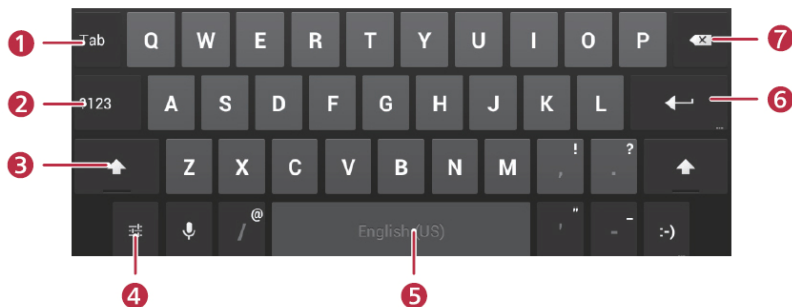 1 Tab Q W E R T Y U I O P 7
2 ?123 A S D F G H J K L ... 6
3 Z X C V B N M , ! . ?
/ @ English (US) ' " - _ :-)
4 5